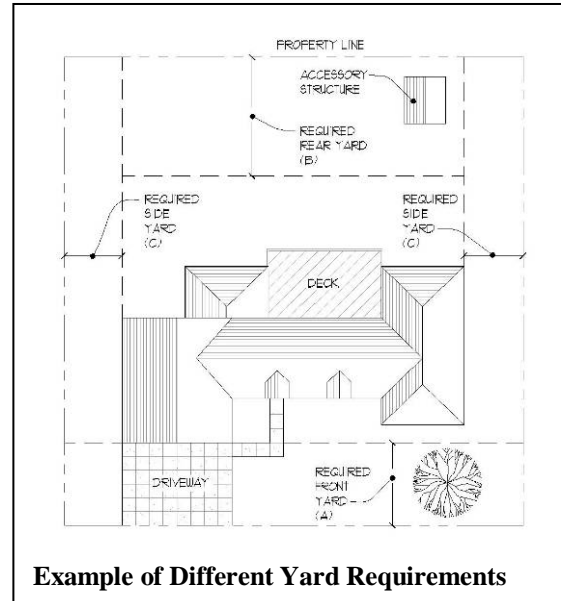 PROPERTY LINE
ACCESSORY
STRUCTURE
REQUIRED
REAR YARD
(B)
REQUIRED
SIDE
YARD
(C)
REQUIRED
SIDE
YARD
(C)
DECK
DRIVEWAY
REQUIRED
FRONT
YARD
(A)
Example of Different Yard Requirements